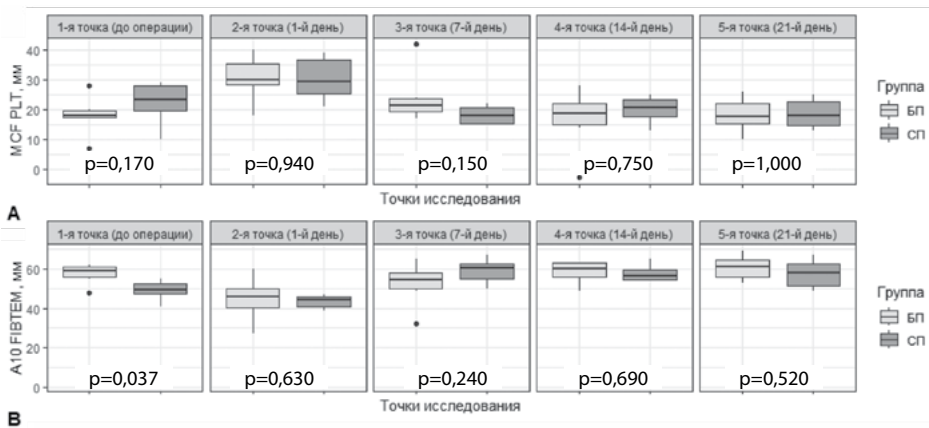 1-я точка (до операции) 2-я точка (1-й день) 3-я точка (7-й день) 4-я точка (14-й день) 5-я точка (21-й день)
MCF PLT, мм
40
30
20
10
0
p=0,170 p=0,940 p=0,150 p=0,750 p=1,000
Группа
БП
СП
Точки исследования
А
1-я точка (до операции) 2-я точка (1-й день) 3-я точка (7-й день) 4-я точка (14-й день) 5-я точка (21-й день)
A10 FIBTEM, мм
60
40
20
0
p=0,037 p=0,630 p=0,240 p=0,690 p=0,520
Группа
БП
СП
Точки исследования
В